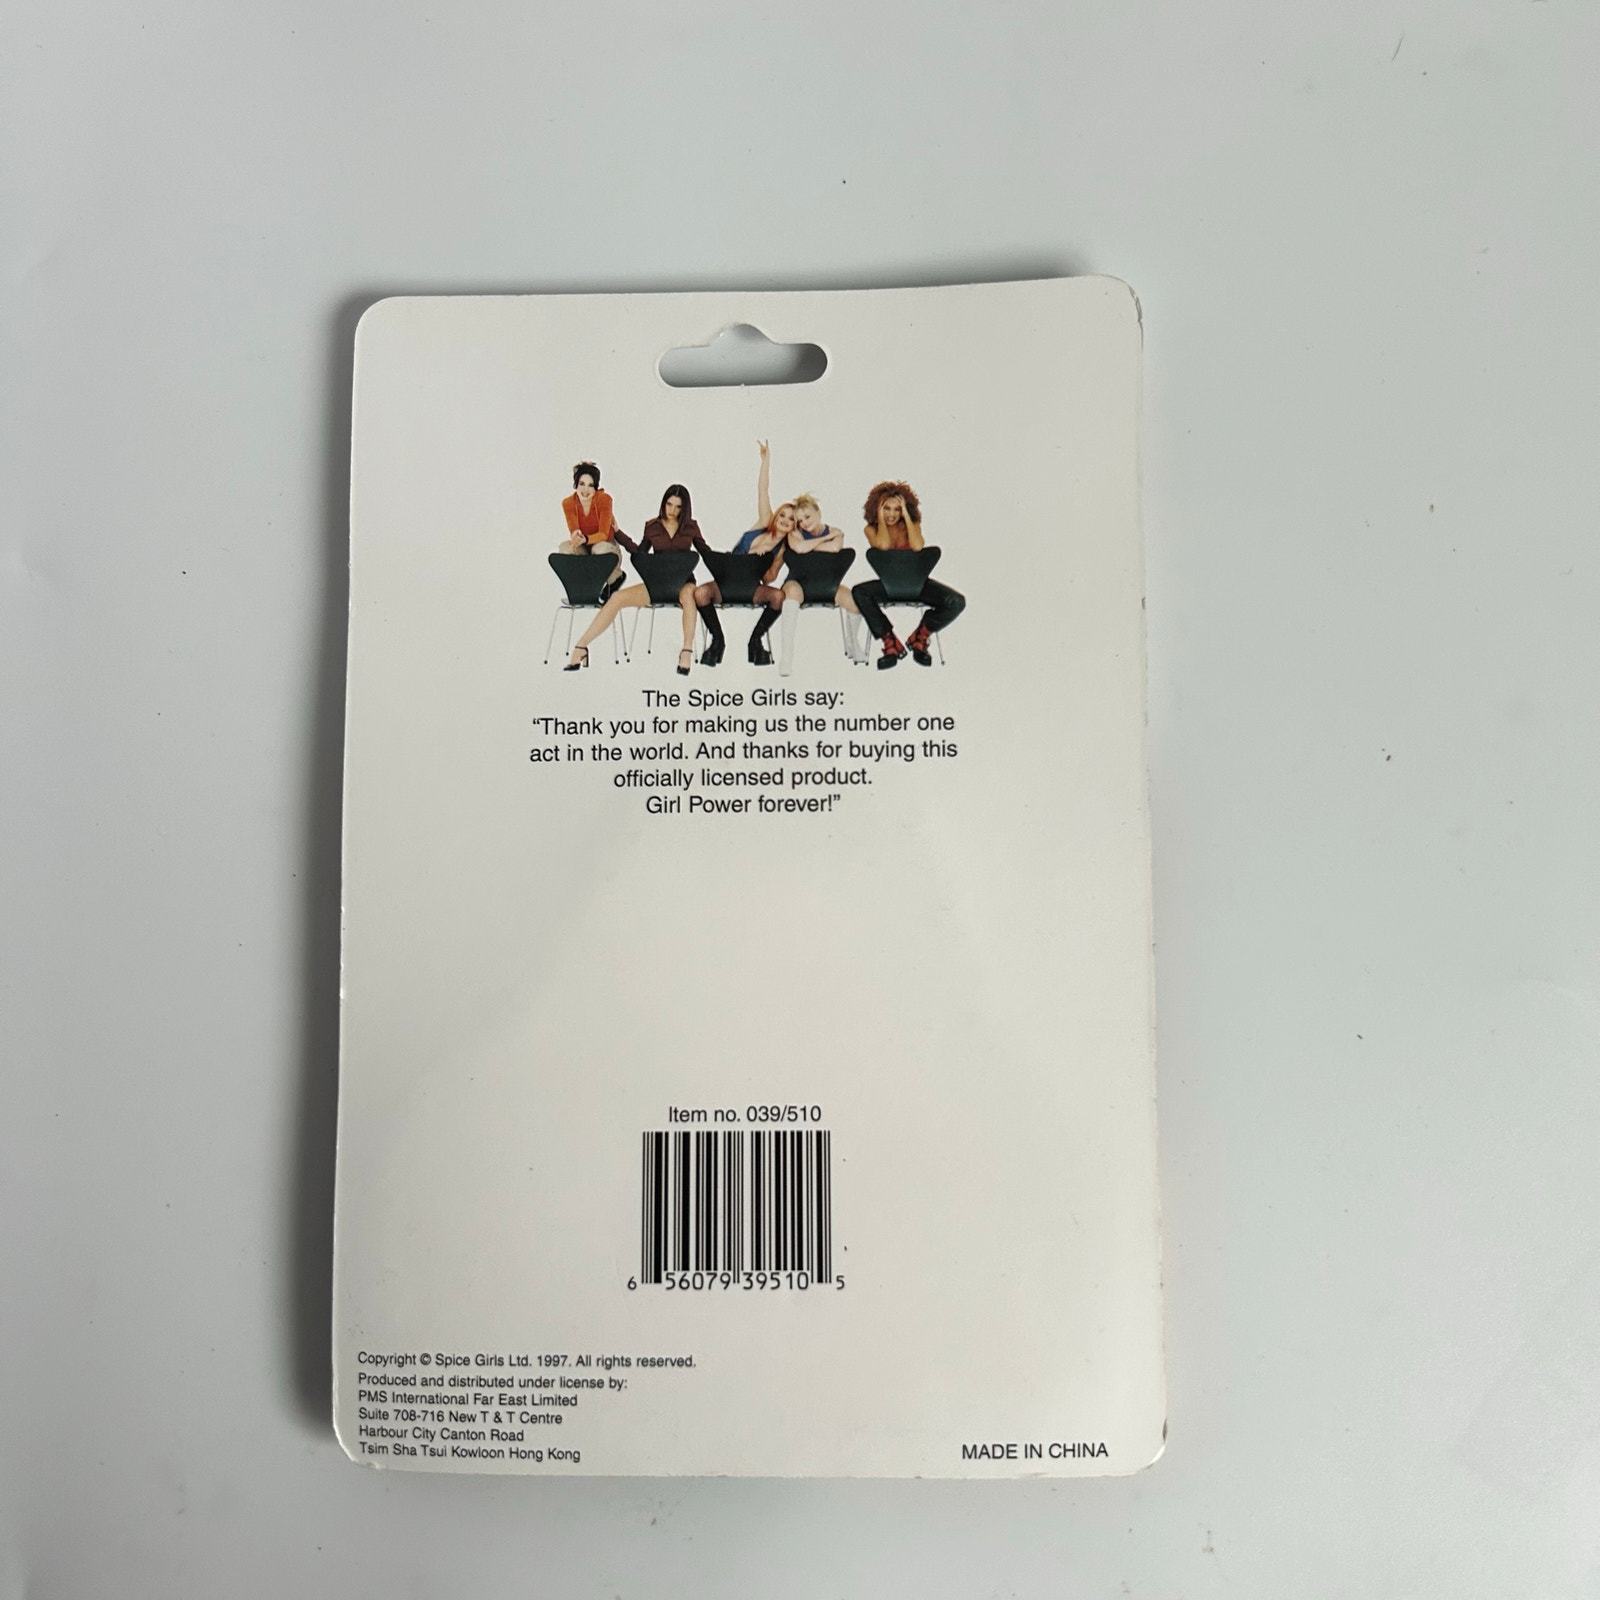 The Spice Girls say:
“Thank you for making us the number one
act in the world. And thanks for buying this
officially licensed product.
Girl Power forever!”
Item no. 039/510
6 56079 39510 5
Copyright © Spice Girls Ltd. 1997. All rights reserved.
Produced and distributed under license by:
PMS International Far East Limited
Suite 708-716 New T & T Centre
Harbour City Canton Road
Tsim Sha Tsui Kowloon Hong Kong
MADE IN CHINA